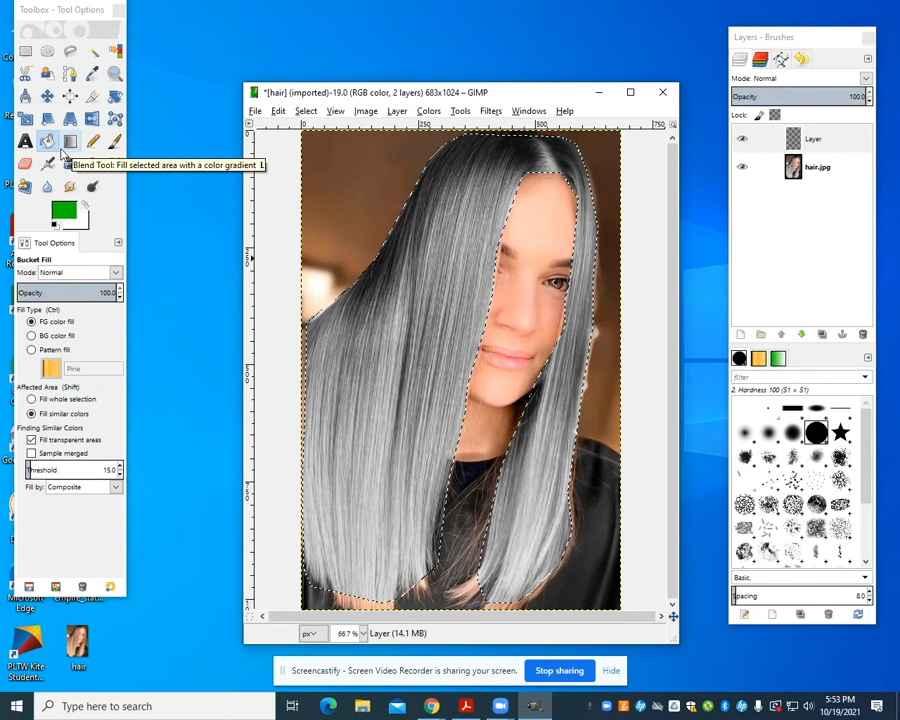 Toolbox - Tool Options
Blend Tool: Fill selected area with a color gradient L
Tool Options
Bucket Fill
Mode: Normal
Opacity 100.0
Fill Type (Ctrl)
FG color fill
BG color fill
Pattern fill
Pine
Affected Area (Shift)
Fill whole selection
Fill similar colors
Finding Similar Colors
Fill transparent areas
Sample merged
Threshold 15.0
Fill by: Composite
Microsoft
Edge
PLTW Kite
Student...
hair
*[hair] (imported)-19.0 (RGB color, 2 layers) 683x1024 – GIMP
File Edit Select View Image Layer Colors Tools Filters Windows Help
0 250 500 750
px 66.7 % Layer (14.1 MB)
Screencastify - Screen Video Recorder is sharing your screen. Stop sharing Hide
Layers - Brushes
Mode: Normal
Opacity 100.0
Lock:
Layer
hair.jpg
filter
2. Hardness 100 (51 × 51)
Basic,
Spacing 8.0
Type here to search
5:53 PM
10/19/2021